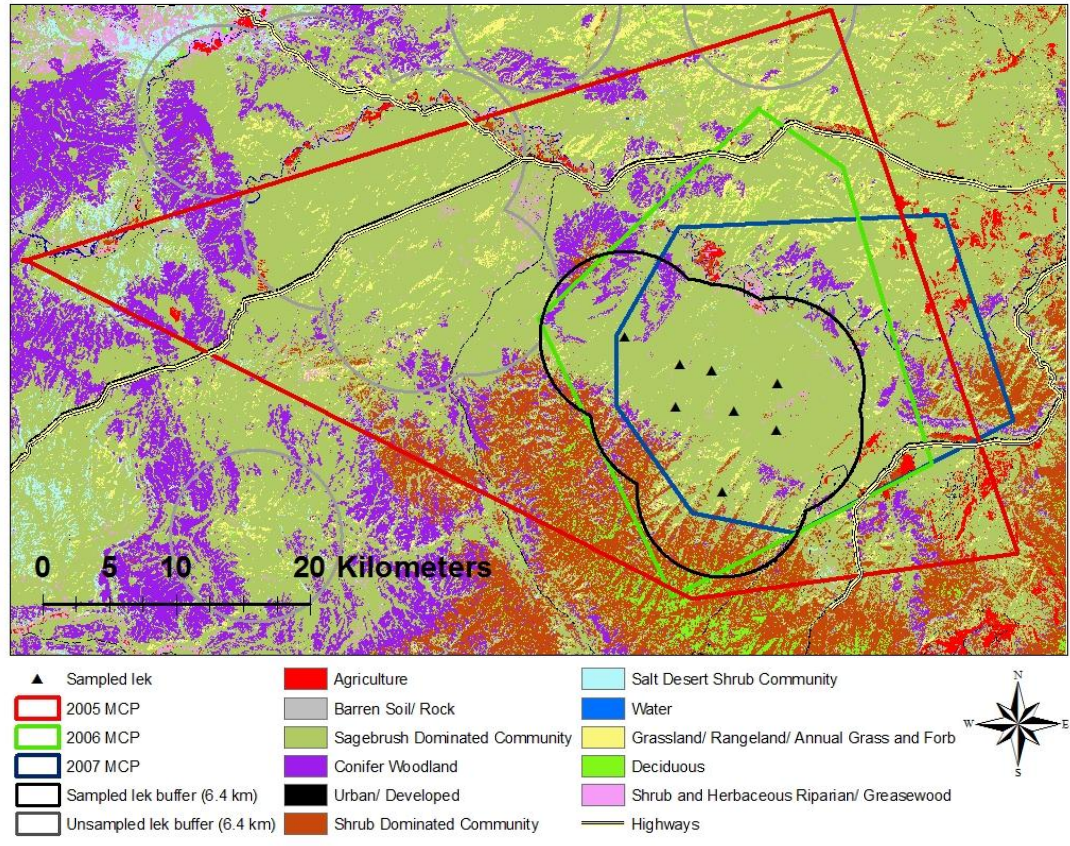 0 5 10 20 Kilometers
Sampled lek
2005 MCP
2006 MCP
2007 MCP
Sampled lek buffer (6.4 km)
Unsampled lek buffer (6.4 km)
Agriculture
Barren Soil/ Rock
Sagebrush Dominated Community
Conifer Woodland
Urban/ Developed
Shrub Dominated Community
Salt Desert Shrub Community
Water
Grassland/ Rangeland/ Annual Grass and Forb
Deciduous
Shrub and Herbaceous Riparian/ Greasewood
Highways
N
W E
S